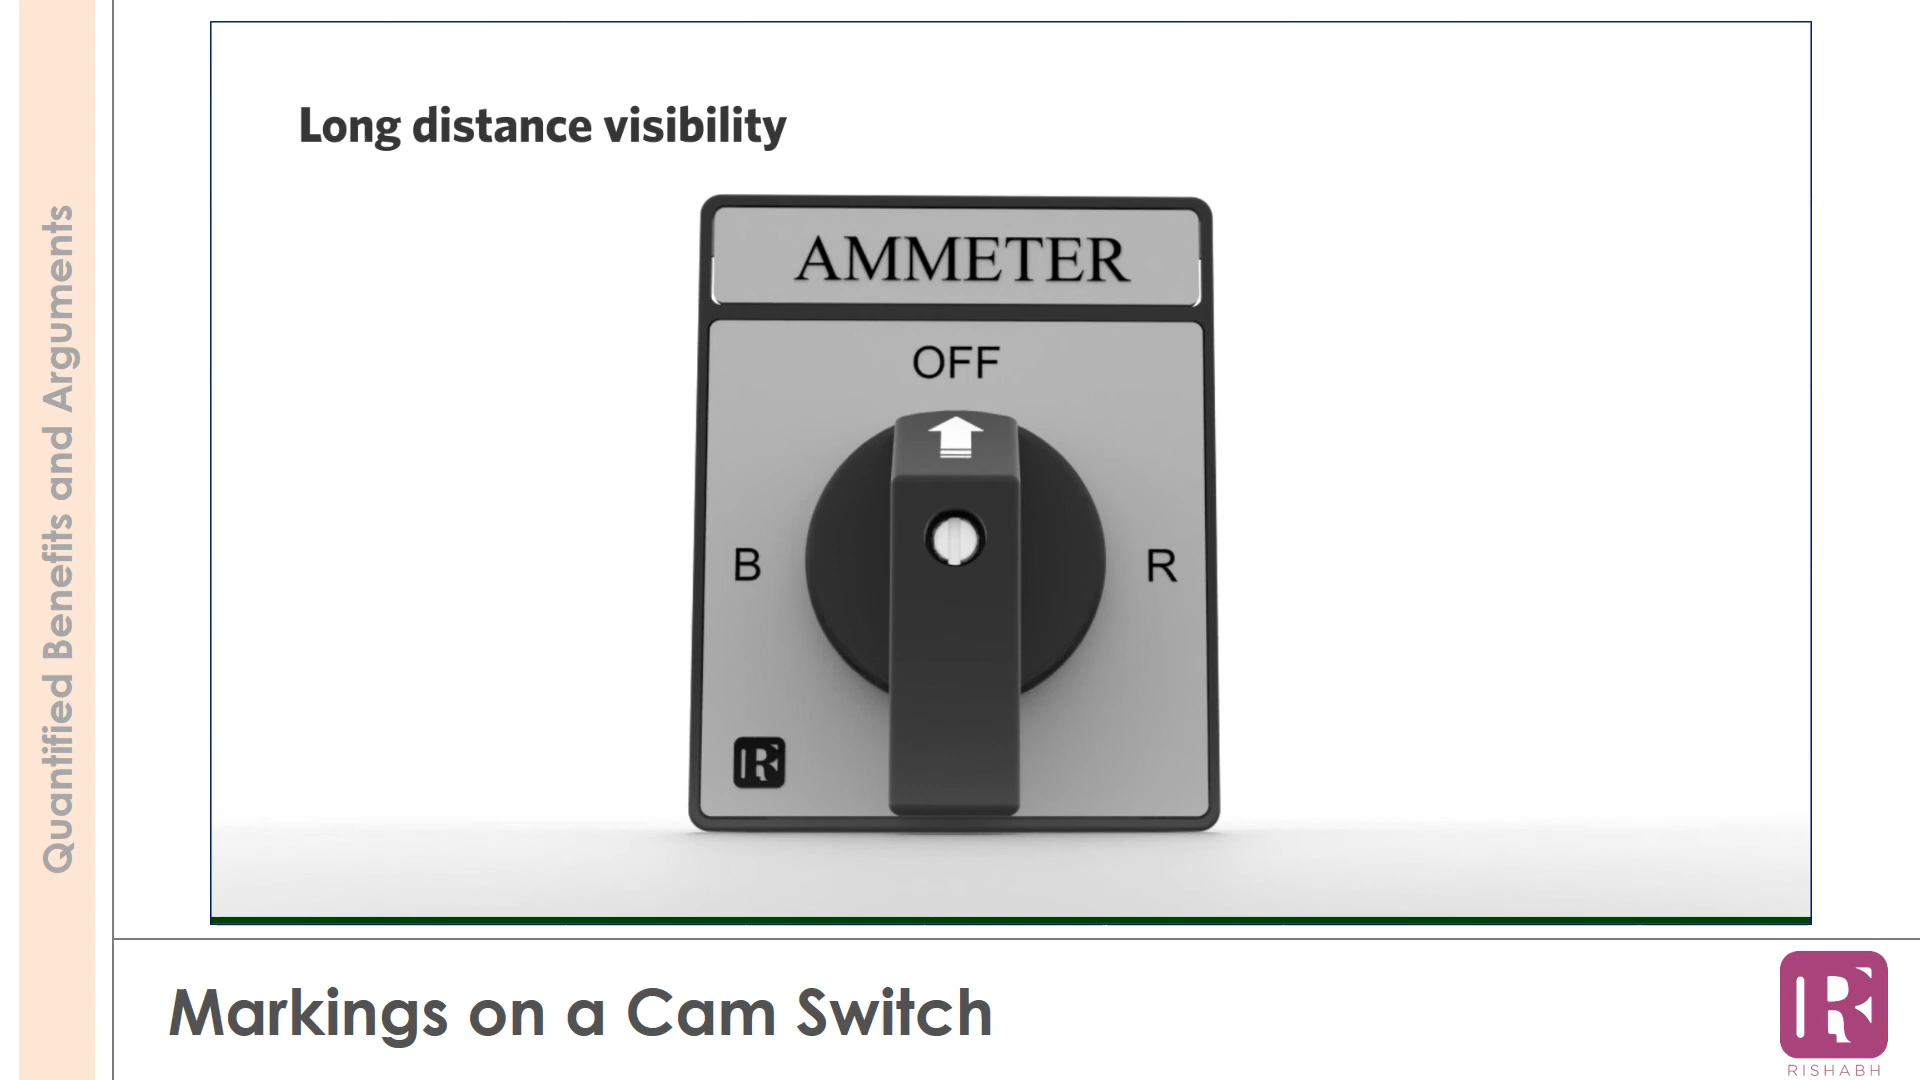 Quantified Benefits and Arguments
Long distance visibility
AMMETER
OFF
B
R
R
Markings on a Cam Switch
R
RISHABH